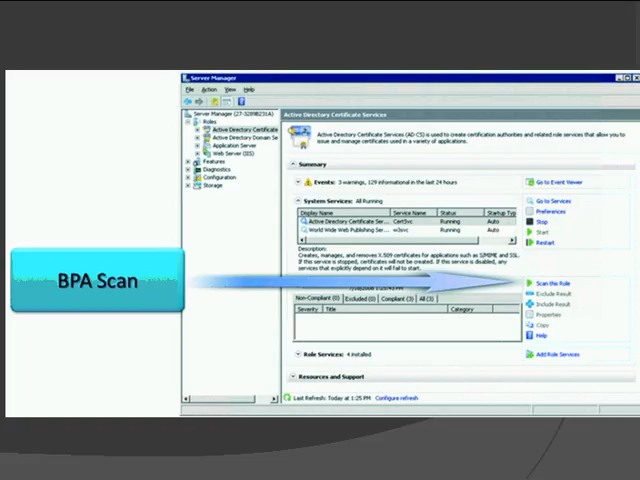 Server Manager
File Action View Help
Server Manager (27-3289B231A)
Roles
Active Directory Certificate
Active Directory Domain Se
Application Server
Web Server (IIS)
Features
Diagnostics
Configuration
Storage
Active Directory Certificate Services
Active Directory Certificate Services (AD CS) is used to create certification authorities and related role services that allow you to
issue and manage certificates used in a variety of applications.
Summary
Events: 3 warnings, 129 informational in the last 24 hours
Go to Event Viewer
System Services: All Running
Display Name Service Name Status Startup Typ
Active Directory Certificate Ser... CertSvc Running Auto
World Wide Web Publishing Ser... w3svc Running Auto
Description:
Creates, manages, and removes X.509 certificates for applications such as S/MIME and SSL.
If this service is stopped, certificates will not be created. If this service is disabled, any
services that explicitly depend on it will fail to start.
Go to Services
Preferences
Stop
Start
Restart
BPA Scan
Non-Compliant (0) Excluded (0) Compliant (3) All (3)
Severity Title Category
Scan this Role
Exclude Result
Include Result
Properties
Copy
Help
Role Services: 4 installed
Add Role Services
Resources and Support
Last Refresh: Today at 1:25 PM Configure refresh